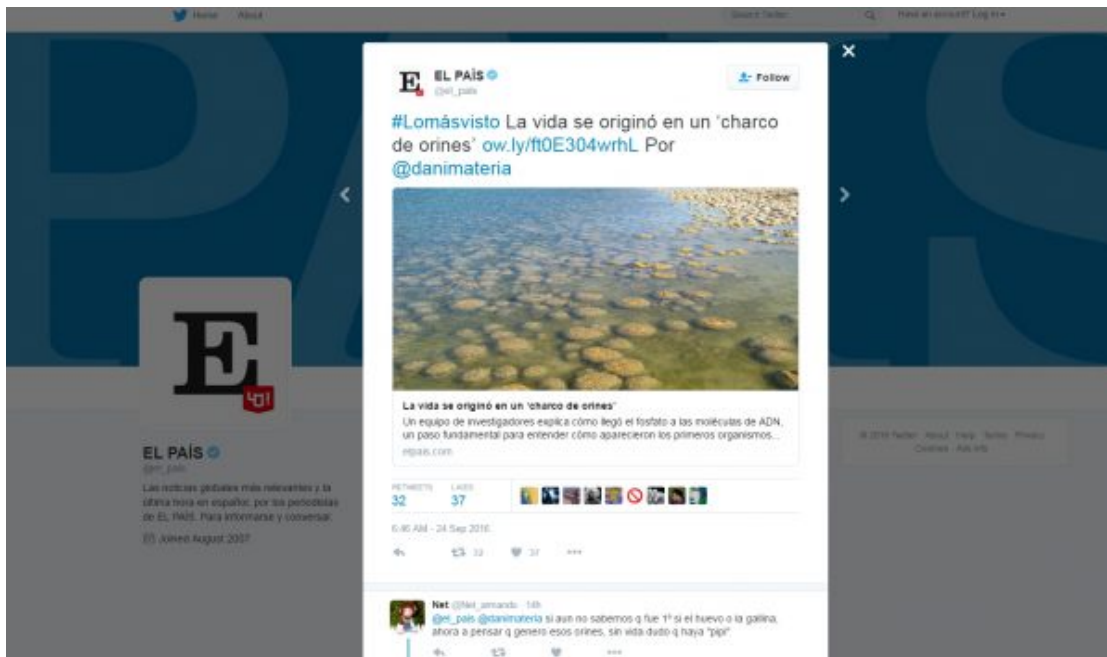 Home About
Search Twitter
Have an account? Log in
PAÍS
EL PAÍS
@el_pais
Follow
#Lomásvisto La vida se originó en un ‘charco
de orines’ ow.ly/ft0E304wrhL Por
@danimateria
La vida se originó en un ‘charco de orines’
Un equipo de investigadores explica cómo llegó el fosfato a las moléculas de ADN,
un paso fundamental para entender cómo aparecieron los primeros organismos...
elpais.com
RETWEETS LIKES
32 37
6:46 AM - 24 Sep 2016
32 37
Net @Net_armando 14h
@el_pais @danimateria si aun no sabemos q fue 1º si el huevo o la gallina,
ahora a pensar q genero esos orines, sin vida dudo q haya "pipi".
E
40!
EL PAÍS
@el_pais
Las noticias globales más relevantes y la
última hora en español, por los periodistas
de EL PAÍS. Para informarse y conversar.
Joined August 2007
© 2016 Twitter About Help Terms Privacy
Cookies Ads info